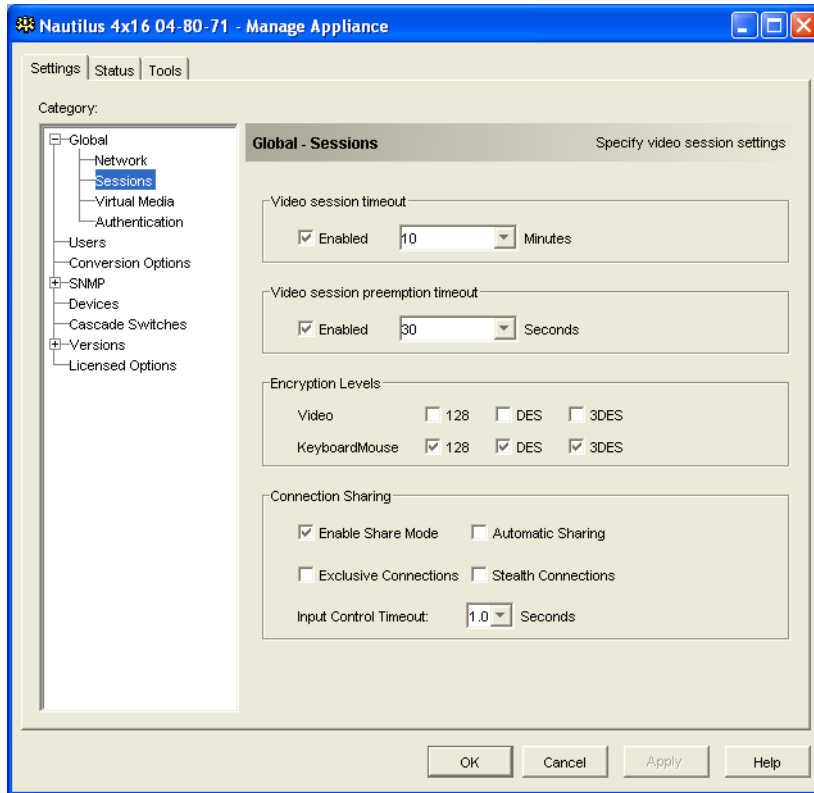 Nautilus 4x16 04-80-71 - Manage Appliance
Settings Status Tools
Category:
Global
Network
Sessions
Virtual Media
Authentication
Users
Conversion Options
SNMP
Devices
Cascade Switches
Versions
Licensed Options
Global - Sessions Specify video session settings
Video session timeout
Enabled 10 Minutes
Video session preemption timeout
Enabled 30 Seconds
Encryption Levels
Video 128 DES 3DES
KeyboardMouse 128 DES 3DES
Connection Sharing
Enable Share Mode Automatic Sharing
Exclusive Connections Stealth Connections
Input Control Timeout: 1.0 Seconds
OK Cancel Apply Help